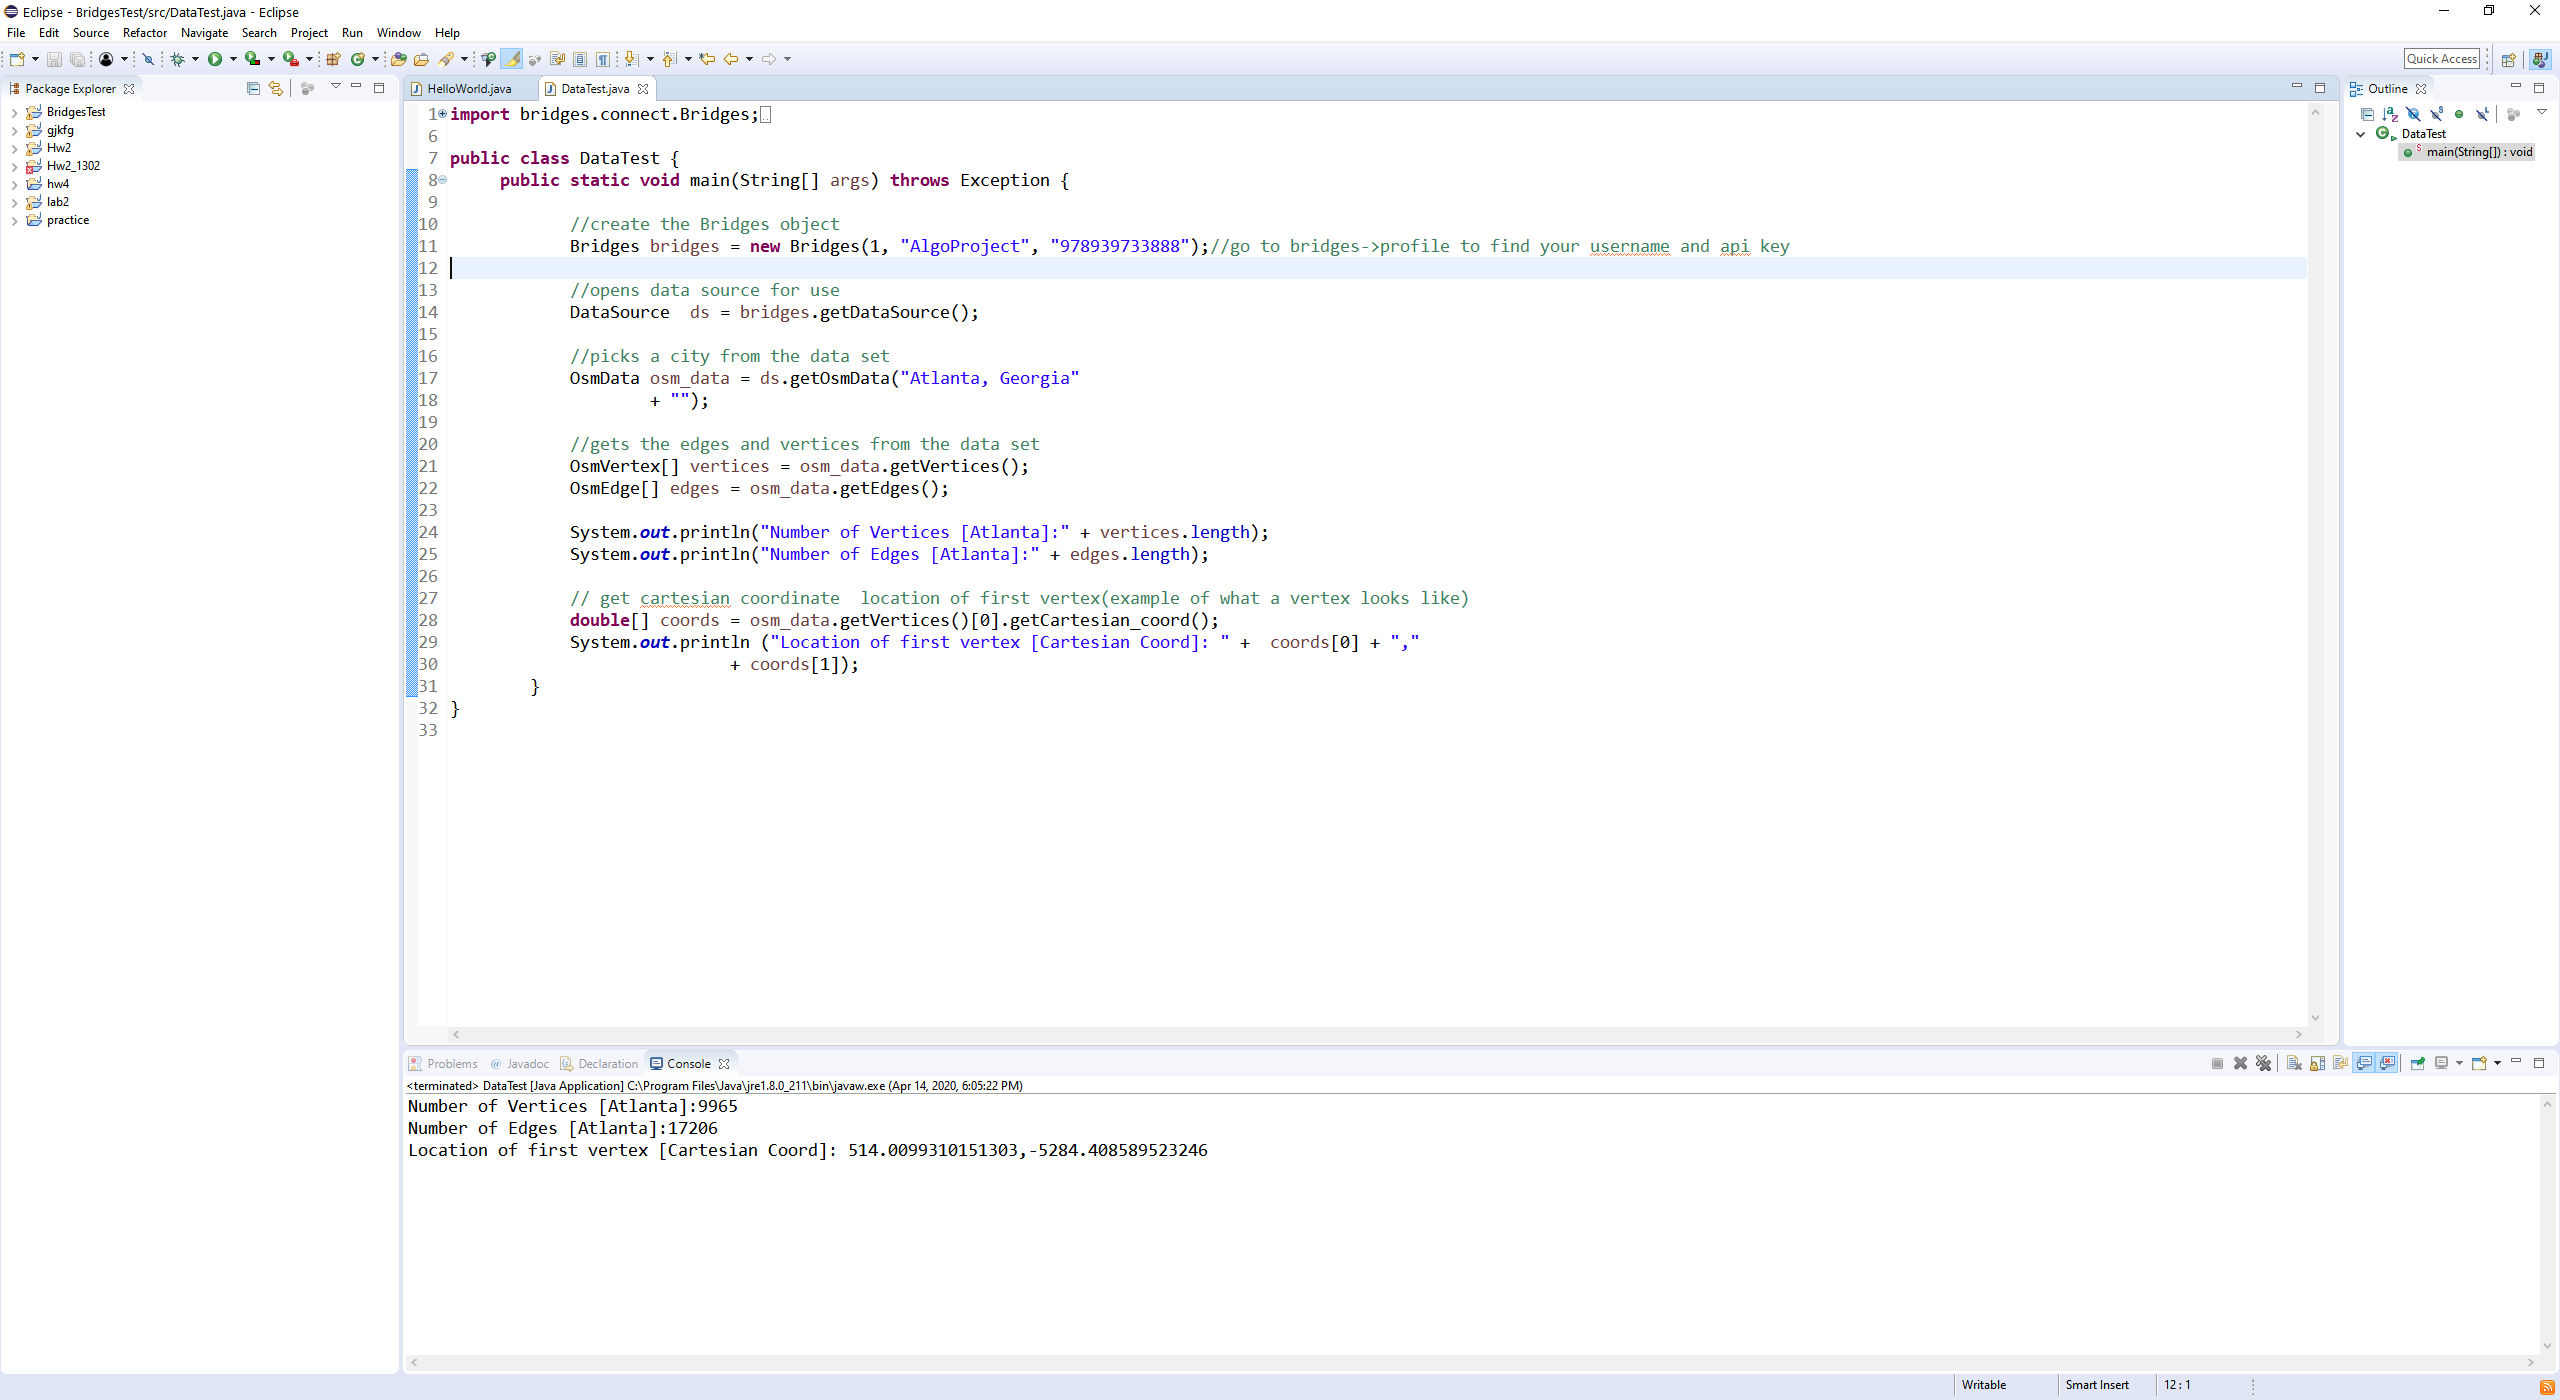 Eclipse - BridgesTest/src/DataTest.java - Eclipse
File Edit Source Refactor Navigate Search Project Run Window Help
Quick Access
Package Explorer
BridgesTest
gjkfg
Hw2
Hw2_1302
hw4
lab2
practice
HelloWorld.java DataTest.java
1 import bridges.connect.Bridges;
6
7 public class DataTest {
8 public static void main(String[] args) throws Exception {
9
10 //create the Bridges object
11 Bridges bridges = new Bridges(1, "AlgoProject", "978939733888");//go to bridges->profile to find your username and api key
12
13 //opens data source for use
14 DataSource  ds = bridges.getDataSource();
15
16 //picks a city from the data set
17 OsmData osm_data = ds.getOsmData("Atlanta, Georgia"
18 + "");
19
20 //gets the edges and vertices from the data set
21 OsmVertex[] vertices = osm_data.getVertices();
22 OsmEdge[] edges = osm_data.getEdges();
23
24 System.out.println("Number of Vertices [Atlanta]:" + vertices.length);
25 System.out.println("Number of Edges [Atlanta]:" + edges.length);
26
27 // get cartesian coordinate  location of first vertex(example of what a vertex looks like)
28 double[] coords = osm_data.getVertices()[0].getCartesian_coord();
29 System.out.println ("Location of first vertex [Cartesian Coord]: " +  coords[0] + ","
30 + coords[1]);
31 }
32 }
33
Outline
DataTest
main(String[]) : void
Problems @ Javadoc Declaration Console
<terminated> DataTest [Java Application] C:\Program Files\Java\jre1.8.0_211\bin\javaw.exe (Apr 14, 2020, 6:05:22 PM)
Number of Vertices [Atlanta]:9965
Number of Edges [Atlanta]:17206
Location of first vertex [Cartesian Coord]: 514.0099310151303,-5284.408589523246
Writable Smart Insert 12 : 1